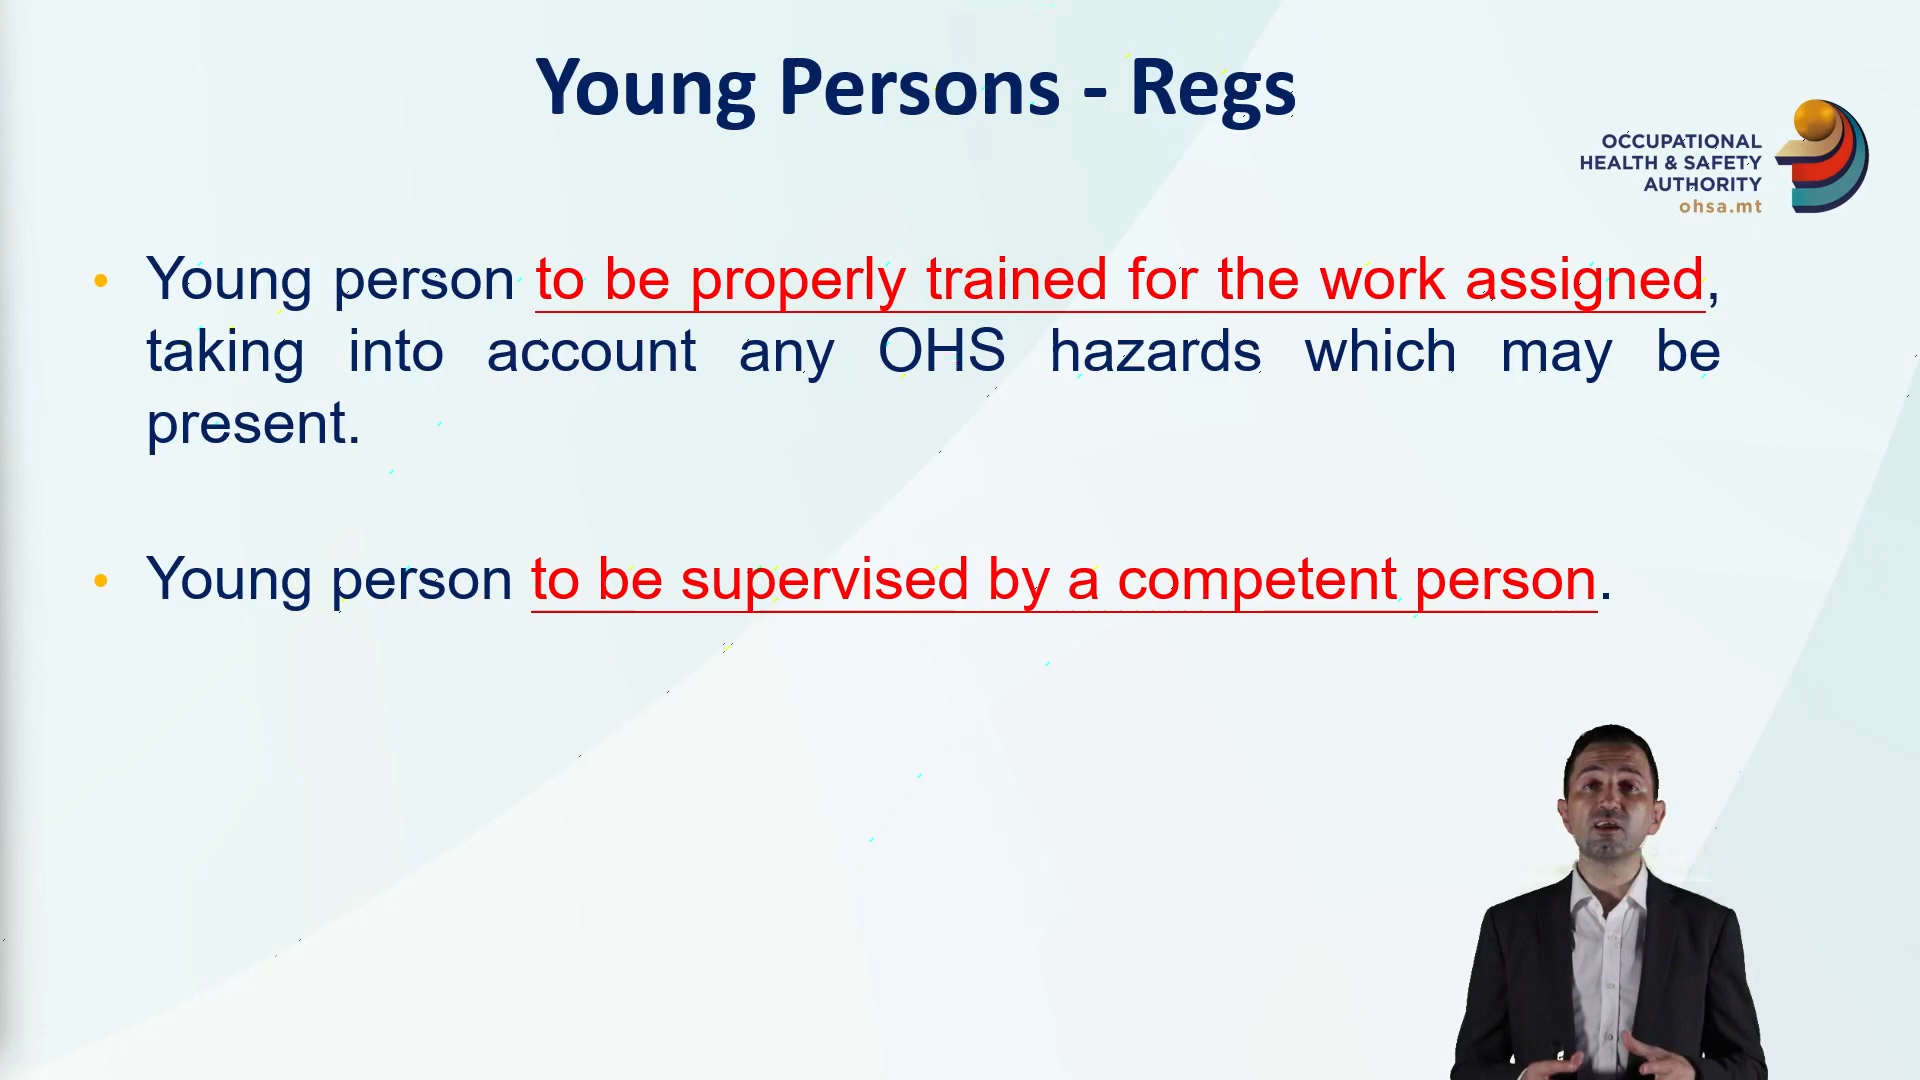 Young Persons - Regs
OCCUPATIONAL
HEALTH & SAFETY
AUTHORITY
ohsa.mt
• Young person to be properly trained for the work assigned,
taking into account any OHS hazards which may be
present.
• Young person to be supervised by a competent person.